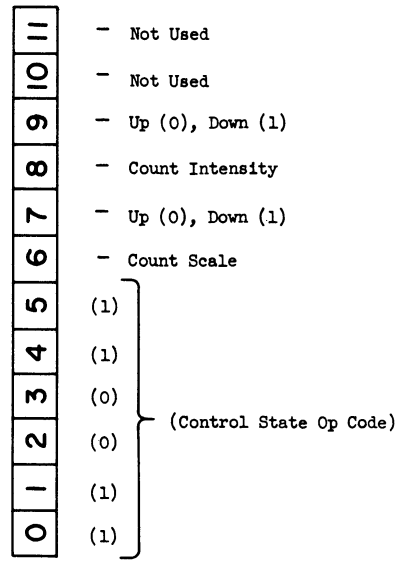 11 – Not Used
10 – Not Used
9 – Up (0), Down (1)
8 – Count Intensity
7 – Up (0), Down (1)
6 – Count Scale
5 (1)
4 (1)
3 (0)
(Control State Op Code)
2 (0)
1 (1)
0 (1)